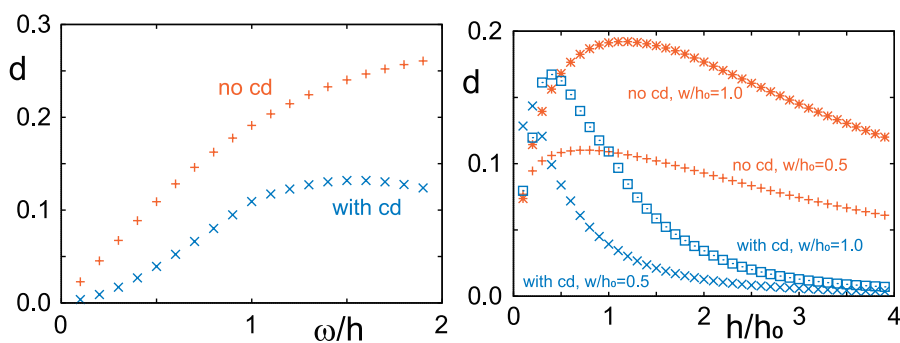 0.3
d
no cd
0.2
0.1
with cd
0.0
0
1
ω/h
2
0.2
d
no cd, w/h₀=1.0
0.1
no cd, w/h₀=0.5
with cd, w/h₀=1.0
with cd, w/h₀=0.5
0.0
0
1
2
h/h₀
3
4